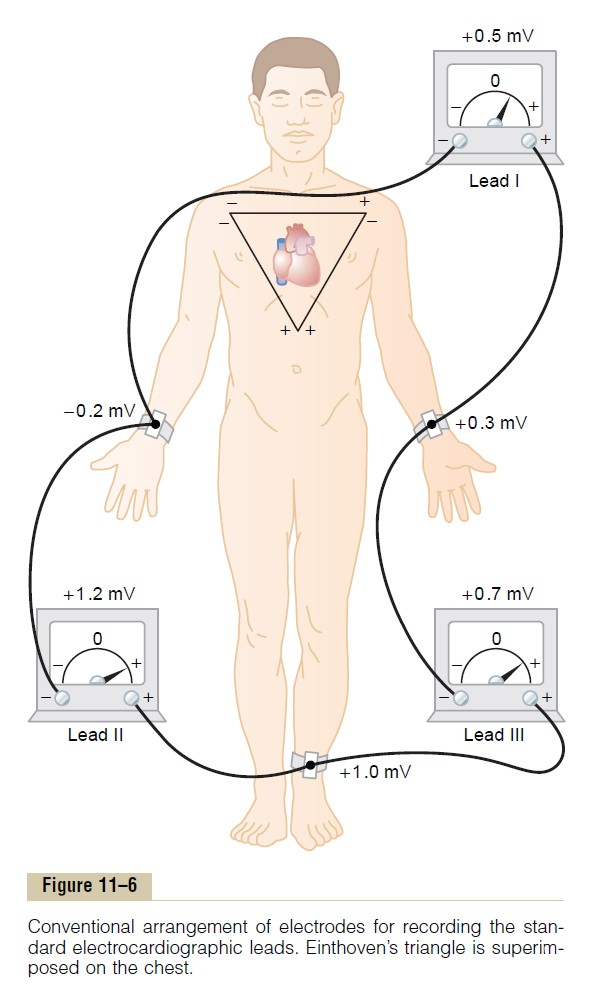 +0.5 mV
0
− +
− +
Lead I
− +
− −
+ +
−0.2 mV
+0.3 mV
+1.2 mV
0
− +
− +
Lead II
+0.7 mV
0
− +
− +
Lead III
+1.0 mV
Figure 11–6
Conventional arrangement of electrodes for recording the stan-
dard electrocardiographic leads. Einthoven's triangle is superim-
posed on the chest.